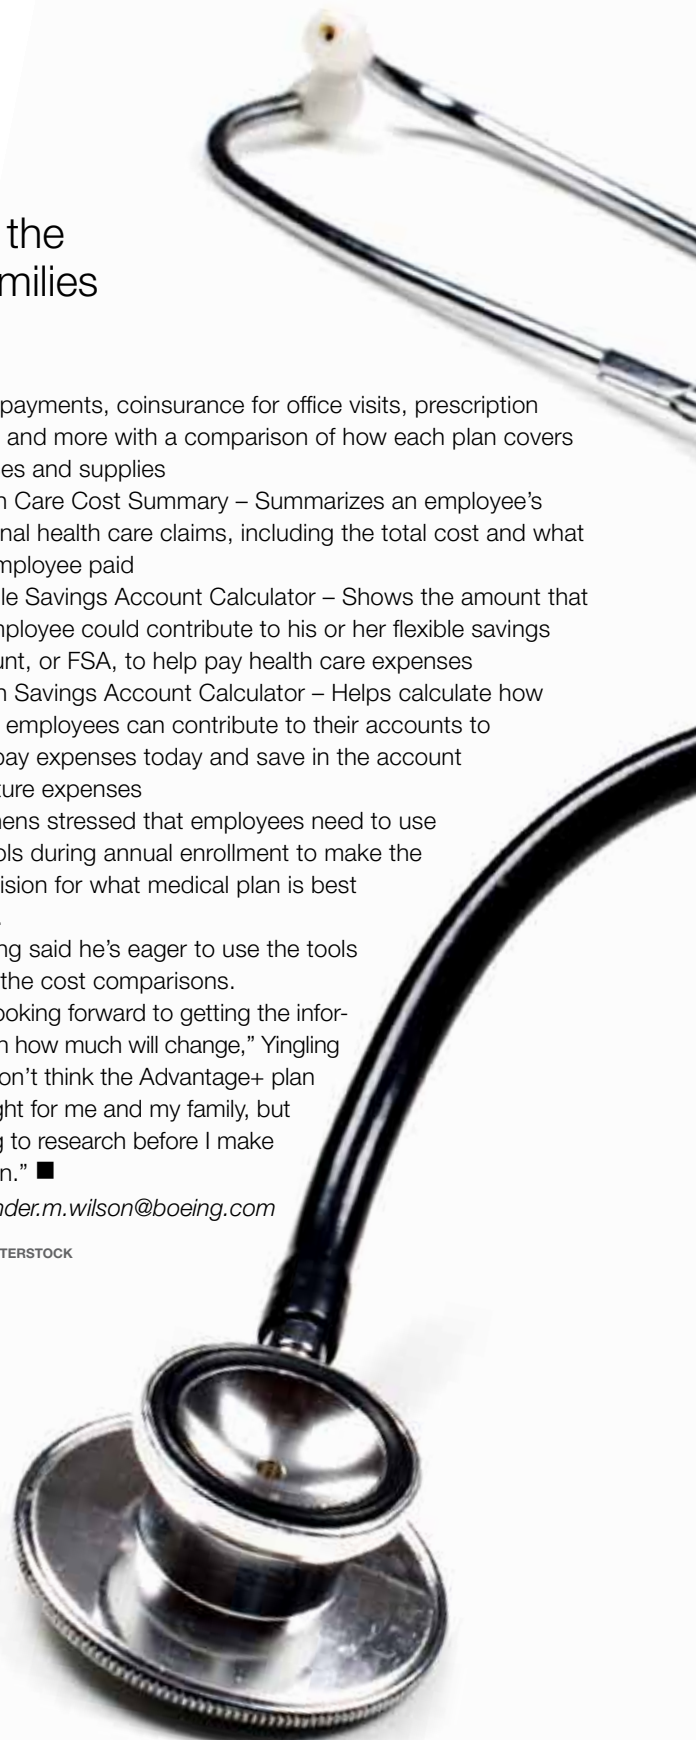 the
milies
payments, coinsurance for office visits, prescription
and more with a comparison of how each plan covers
es and supplies
n Care Cost Summary – Summarizes an employee’s
nal health care claims, including the total cost and what
mployee paid
le Savings Account Calculator – Shows the amount that
mployee could contribute to his or her flexible savings
unt, or FSA, to help pay health care expenses
n Savings Account Calculator – Helps calculate how
employees can contribute to their accounts to
pay expenses today and save in the account
ture expenses
nens stressed that employees need to use
ols during annual enrollment to make the
ision for what medical plan is best
.
ng said he’s eager to use the tools
the cost comparisons.
ooking forward to getting the infor-
n how much will change,” Yingling
on’t think the Advantage+ plan
ght for me and my family, but
g to research before I make
n.” ■
nder.m.wilson@boeing.com
TERSTOCK